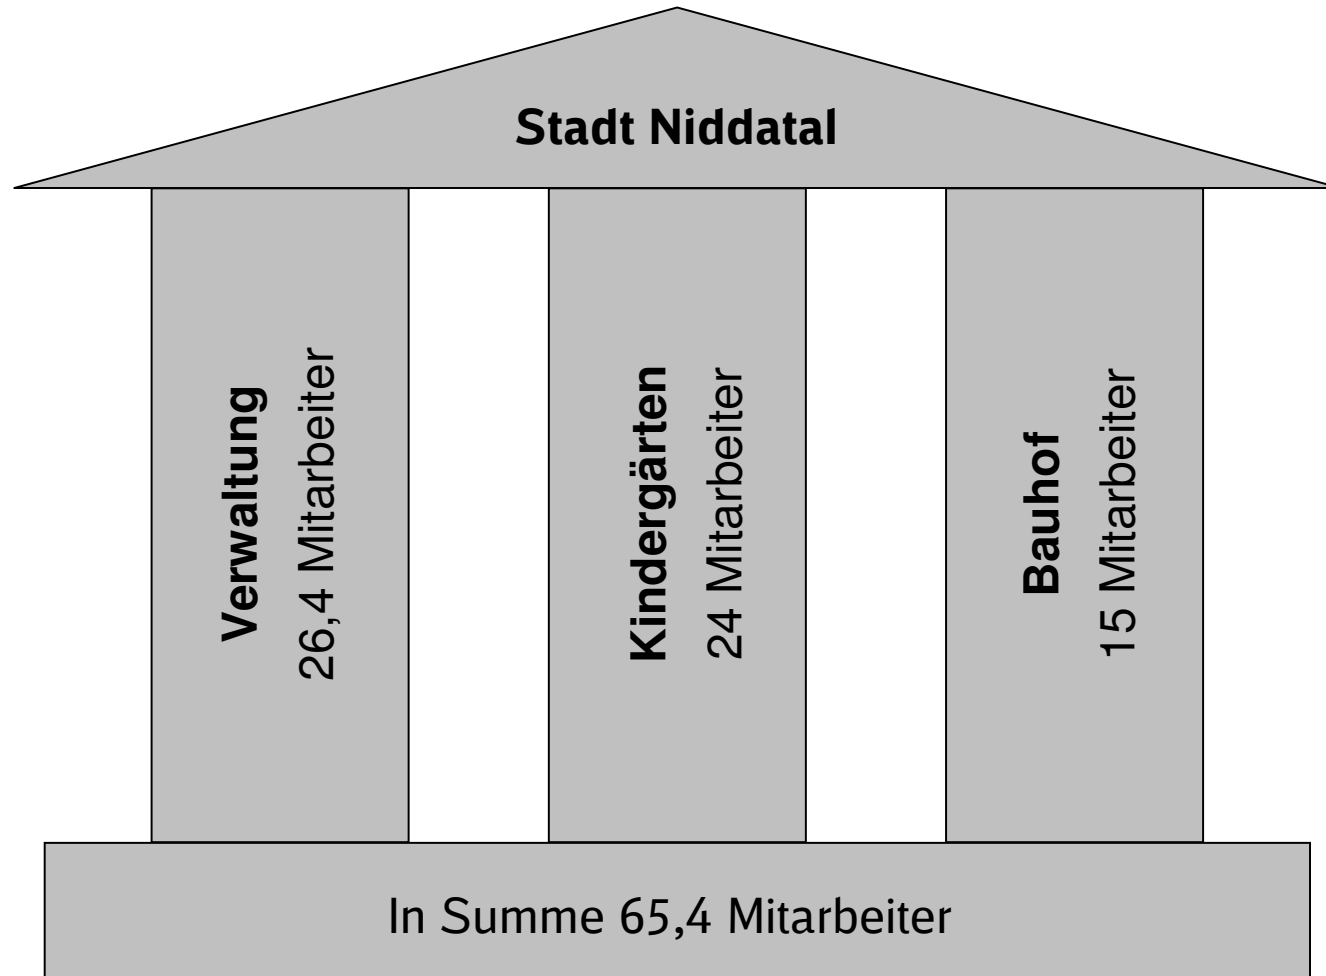 Stadt Niddatal
Verwaltung
26,4 Mitarbeiter
Kindergärten
24 Mitarbeiter
Bauhof
15 Mitarbeiter
In Summe 65,4 Mitarbeiter